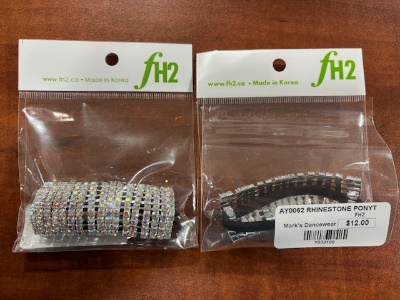 fH2
www.fh2.ca • Made in Korea
fH2
www.fh2.ca • Made in Korea
AY0062 RHINESTONE PONYT
FH2
Mark's Dancewear $12.00